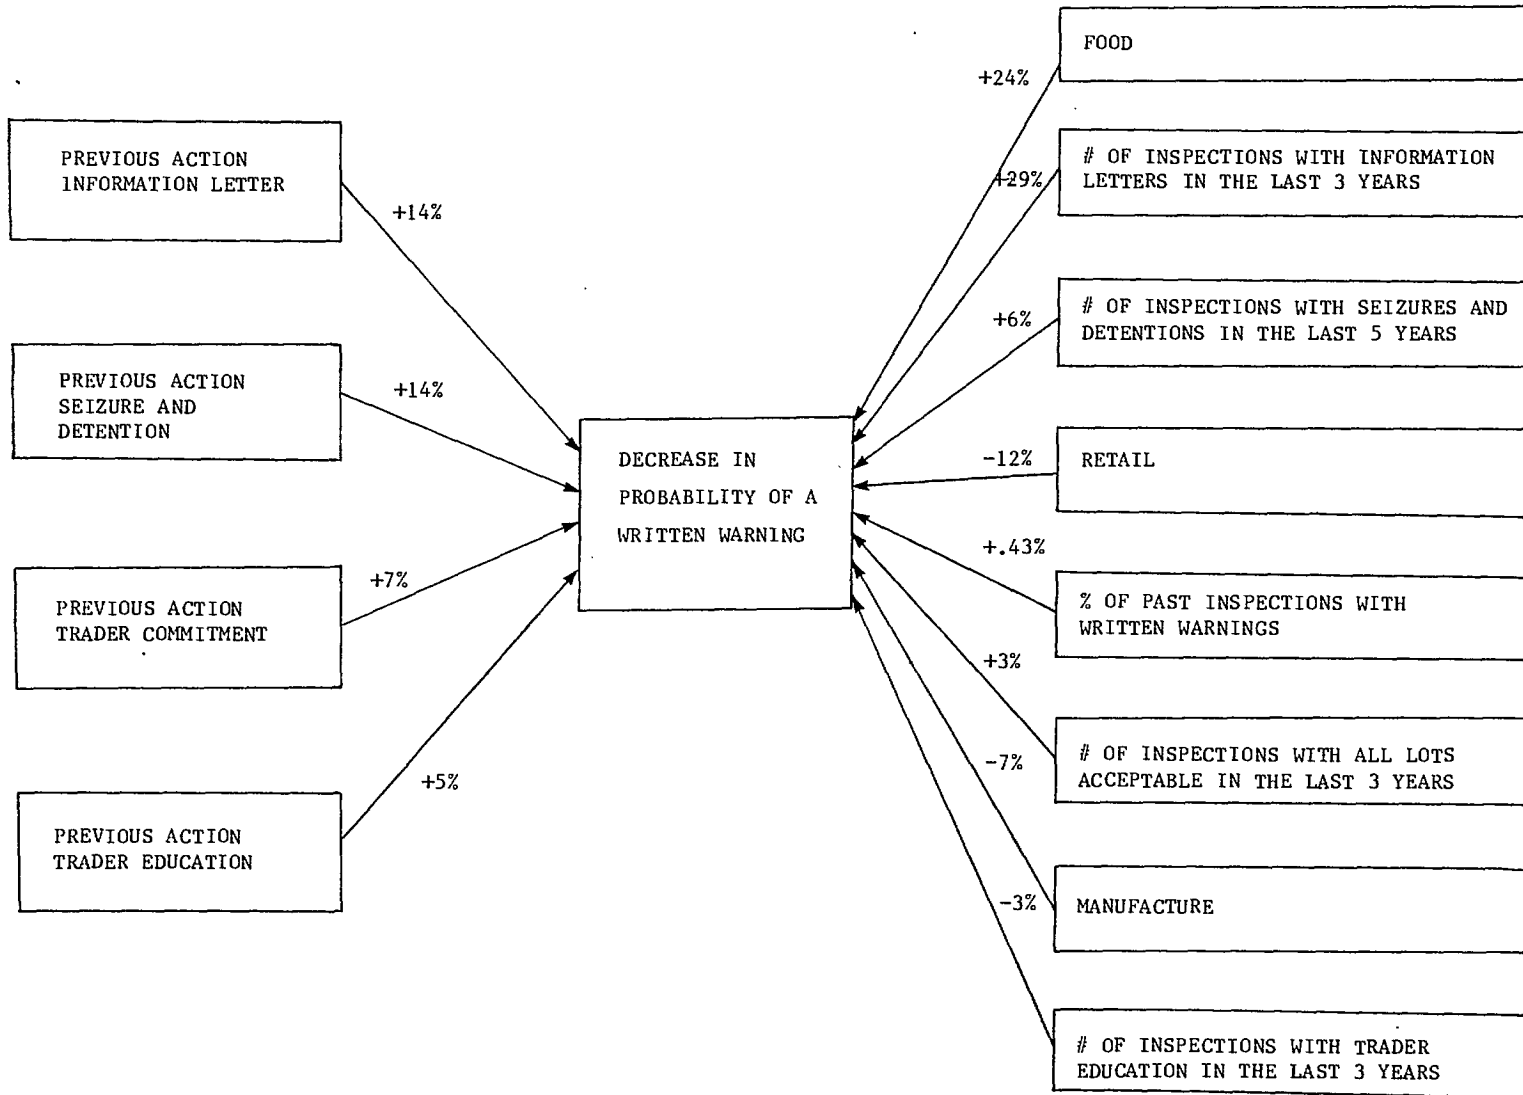 PREVIOUS ACTION
INFORMATION LETTER
+14%
PREVIOUS ACTION
SEIZURE AND
DETENTION
+14%
PREVIOUS ACTION
TRADER COMMITMENT
+7%
PREVIOUS ACTION
TRADER EDUCATION
+5%
DECREASE IN
PROBABILITY OF A
WRITTEN WARNING
FOOD
+24%
# OF INSPECTIONS WITH INFORMATION
LETTERS IN THE LAST 3 YEARS
+29%
# OF INSPECTIONS WITH SEIZURES AND
DETENTIONS IN THE LAST 5 YEARS
+6%
RETAIL
-12%
% OF PAST INSPECTIONS WITH
WRITTEN WARNINGS
+.43%
# OF INSPECTIONS WITH ALL LOTS
ACCEPTABLE IN THE LAST 3 YEARS
+3%
MANUFACTURE
-7%
# OF INSPECTIONS WITH TRADER
EDUCATION IN THE LAST 3 YEARS
-3%